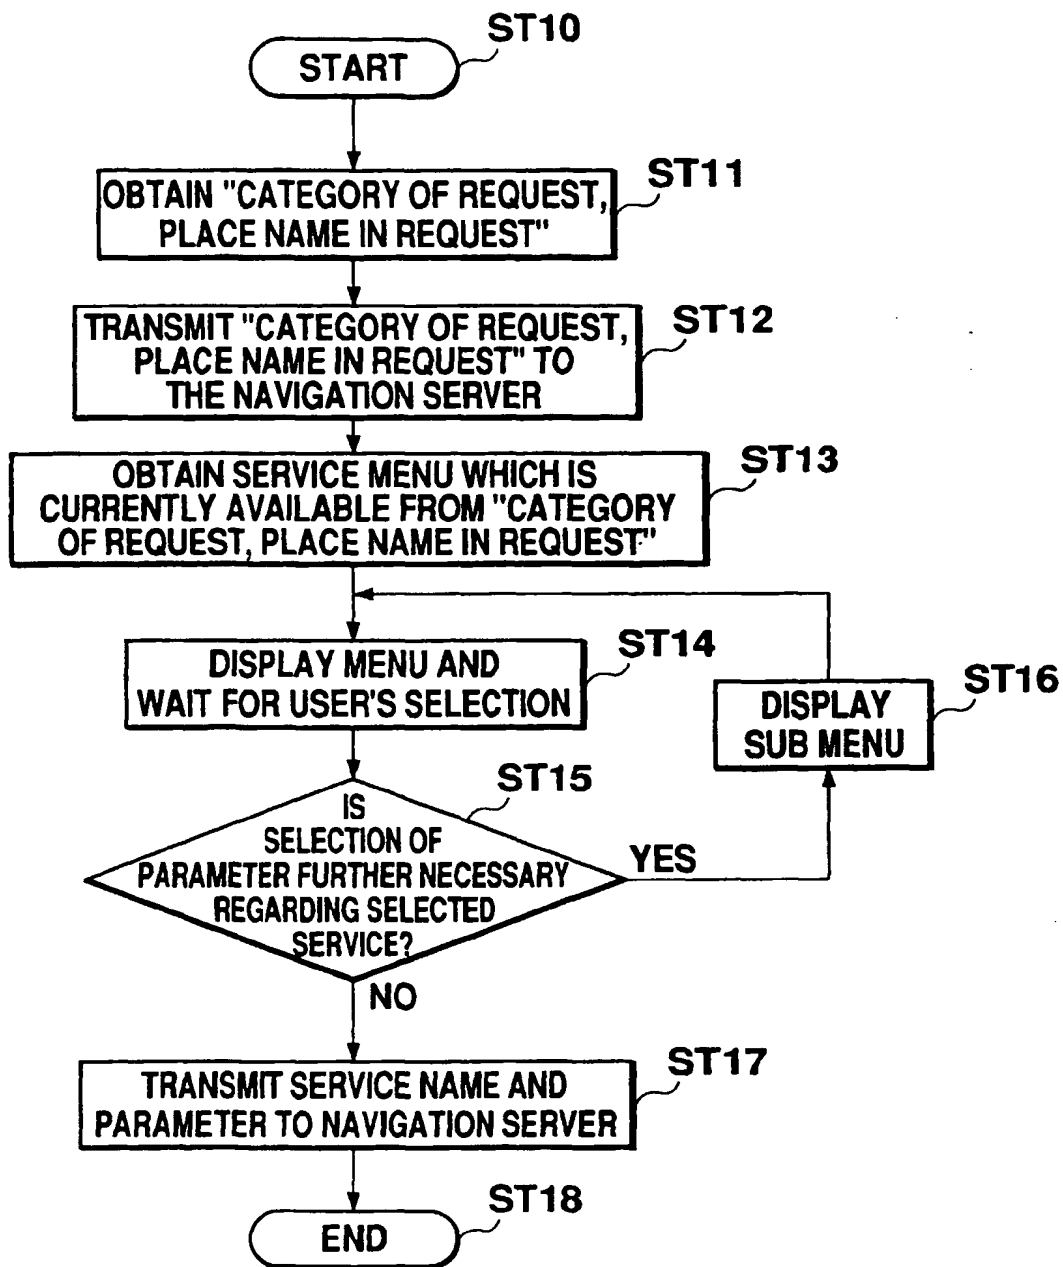 ST10
START
ST11
OBTAIN "CATEGORY OF REQUEST,
PLACE NAME IN REQUEST"
ST12
TRANSMIT "CATEGORY OF REQUEST,
PLACE NAME IN REQUEST" TO
THE NAVIGATION SERVER
ST13
OBTAIN SERVICE MENU WHICH IS
CURRENTLY AVAILABLE FROM "CATEGORY
OF REQUEST, PLACE NAME IN REQUEST"
ST14
DISPLAY MENU AND
WAIT FOR USER'S SELECTION
ST16
DISPLAY
SUB MENU
ST15
IS
SELECTION OF
PARAMETER FURTHER NECESSARY
REGARDING SELECTED
SERVICE?
YES
NO
ST17
TRANSMIT SERVICE NAME AND
PARAMETER TO NAVIGATION SERVER
ST18
END